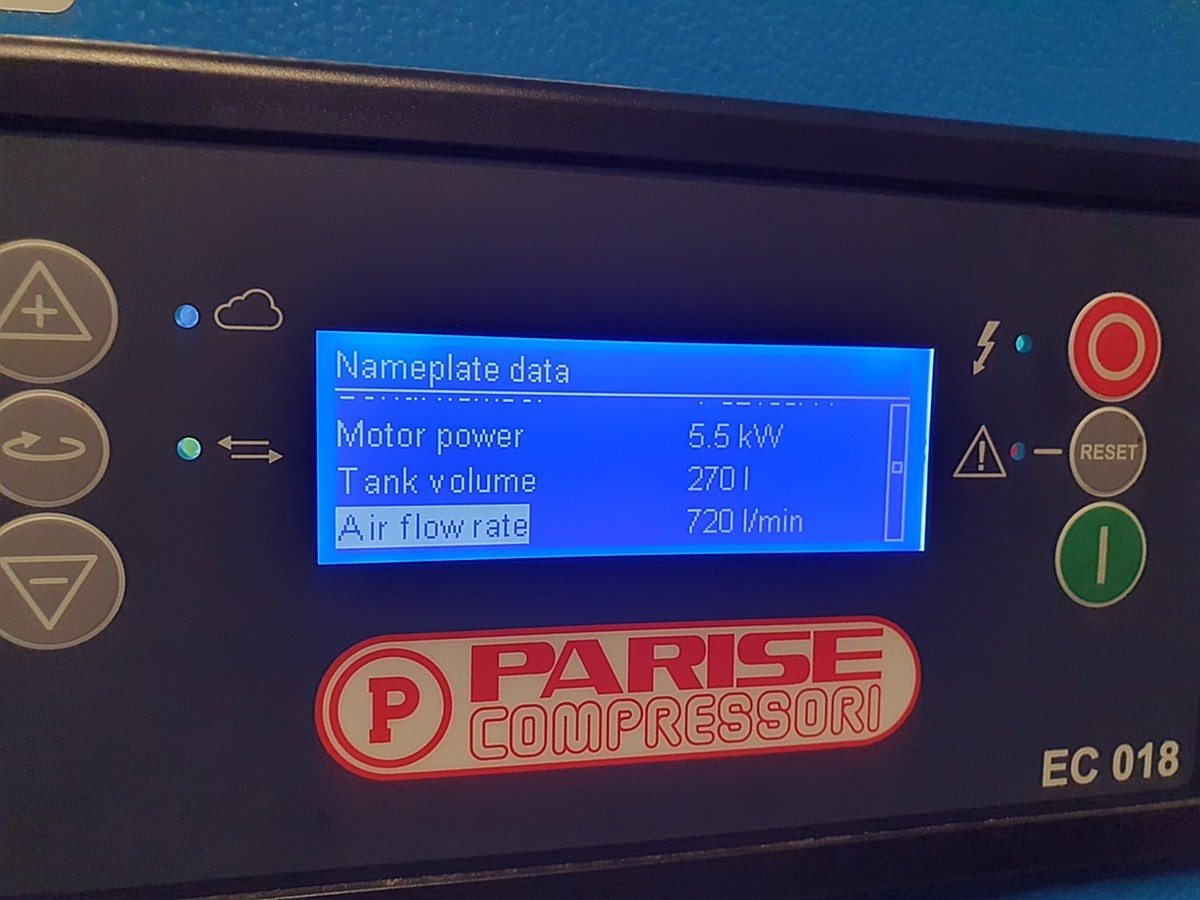 Nameplate data
Motor power 5.5 kW
Tank volume 270 l
Air flow rate 720 l/min
RESET
P PARISE
COMPRESSORI
EC 018